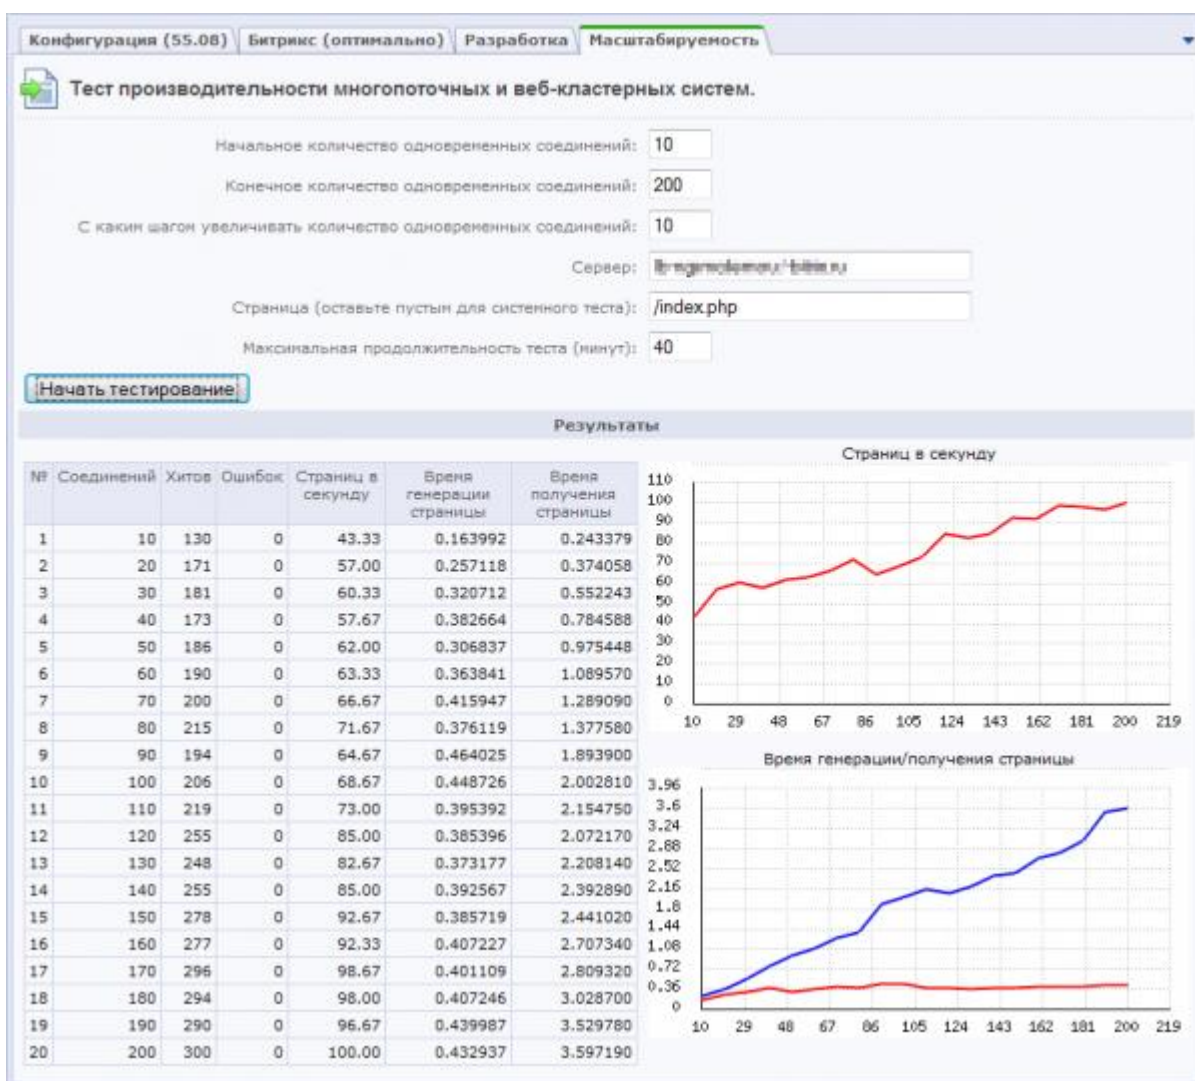 Конфигурация (55.08) Битрикс (оптимально) Разработка Масштабируемость
Тест производительности многопоточных и веб-кластерных систем.
Начальное количество одновременных соединений: 10
Конечное количество одновременных соединений: 200
С каким шагом увеличивать количество одновременных соединений: 10
Сервер:
Страница (оставьте пустым для системного теста): /index.php
Максимальная продолжительность теста (минут): 40
Начать тестирование
Результаты
№ Соединений Хитов Ошибок Страниц в секунду Время генерации страницы Время получения страницы
1 10 130 0 43.33 0.163992 0.243379
2 20 171 0 57.00 0.257118 0.374058
3 30 181 0 60.33 0.320712 0.552243
4 40 173 0 57.67 0.382664 0.784588
5 50 186 0 62.00 0.306837 0.975448
6 60 190 0 63.33 0.363841 1.089570
7 70 200 0 66.67 0.415947 1.289090
8 80 215 0 71.67 0.376119 1.377580
9 90 194 0 64.67 0.464025 1.893900
10 100 206 0 68.67 0.448726 2.002810
11 110 219 0 73.00 0.395392 2.154750
12 120 255 0 85.00 0.385396 2.072170
13 130 248 0 82.67 0.373177 2.208140
14 140 255 0 85.00 0.392567 2.392890
15 150 278 0 92.67 0.385719 2.441020
16 160 277 0 92.33 0.407227 2.707340
17 170 296 0 98.67 0.401109 2.809320
18 180 294 0 98.00 0.407246 3.028700
19 190 290 0 96.67 0.439987 3.529780
20 200 300 0 100.00 0.432937 3.597190
Страниц в секунду
110
100
90
80
70
60
50
40
30
20
10
0
10 29 48 67 86 105 124 143 162 181 200 219
Время генерации/получения страницы
3.96
3.6
3.24
2.88
2.52
2.16
1.8
1.44
1.08
0.72
0.36
0
10 29 48 67 86 105 124 143 162 181 200 219